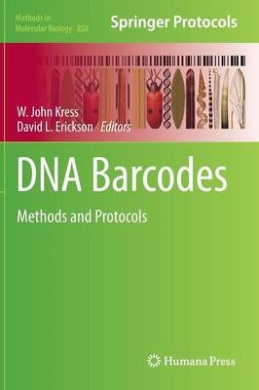 Methods in
Molecular Biology 858
Springer Protocols
W. John Kress
David L. Erickson Editors
DNA Barcodes
Methods and Protocols
Humana Press